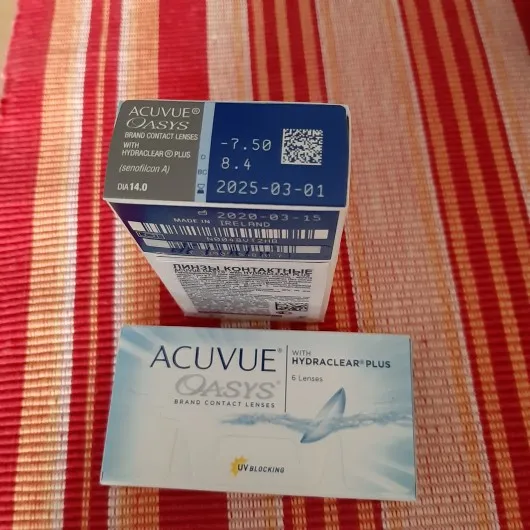 ACUVUE®
OASYS®
BRAND CONTACT LENSES
WITH
HYDRACLEAR® PLUS
(senofilcon A)
DIA 14.0
D
-7.50
BC
8.4
2025-03-01
2020-03-15
MADE IN IRELAND
ЛИНЗЫ КОНТАКТНЫЕ
ACUVUE®
OASYS®
BRAND CONTACT LENSES
WITH
HYDRACLEAR® PLUS
6 Lenses
UV BLOCKING